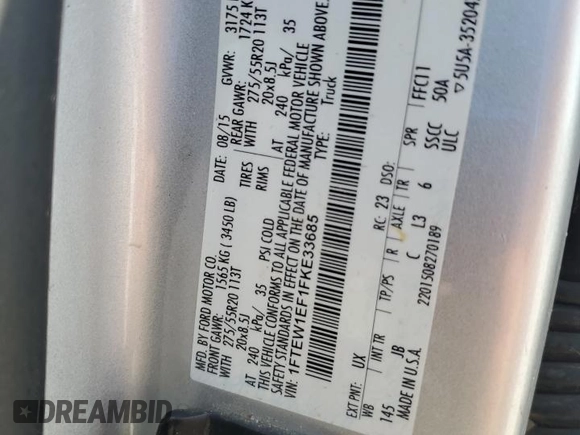 MFD. BY FORD MOTOR CO.
DATE: 08/15 GVWR: 3175
FRONT GAWR: REAR GAWR:
1565 KG ( 3450 LB) 1724 K
WITH TIRES WITH
275/55R20 113T 275/55R20 113T
20x8.5J RIMS 20x8.5J
AT 240 kPa/ 35 PSI COLD AT 240 kPa/ 35
THIS VEHICLE CONFORMS TO ALL APPLICABLE FEDERAL MOTOR VEHICLE
SAFETY STANDARDS IN EFFECT ON THE DATE OF MANUFACTURE SHOWN ABOVE.
VIN: 1FTEW1EF1FKE33685
TYPE: Truck
EXT PNT: UX RC: 23 DSO: FFC11
WB INT TR TP/PS R AXLE TR SPR 50A
145 JB C L3 6 SSCC
MADE IN U.S.A. 2201508270189 ULC ▽5U5A-35204
DREAMBID